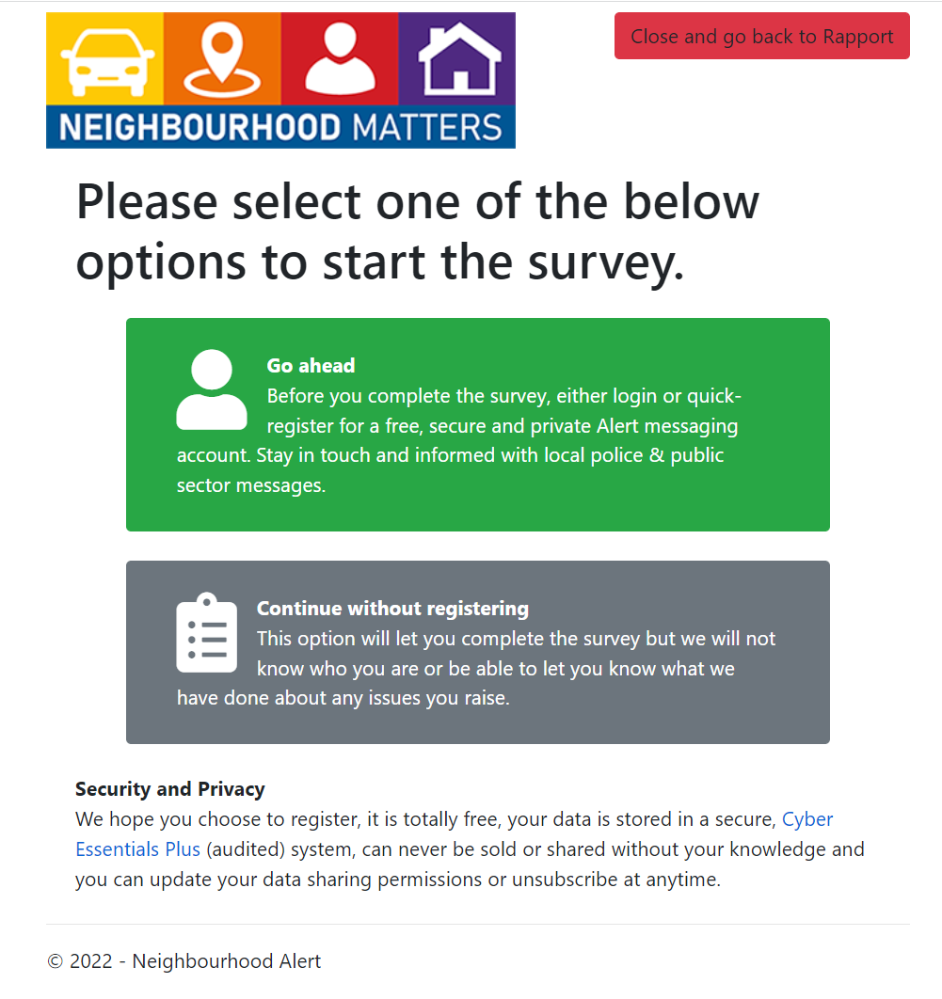 NEIGHBOURHOOD MATTERS
Close and go back to Rapport
Please select one of the below
options to start the survey.
Go ahead
Before you complete the survey, either login or quick-
register for a free, secure and private Alert messaging
account. Stay in touch and informed with local police & public
sector messages.
Continue without registering
This option will let you complete the survey but we will not
know who you are or be able to let you know what we
have done about any issues you raise.
Security and Privacy
We hope you choose to register, it is totally free, your data is stored in a secure, Cyber
Essentials Plus (audited) system, can never be sold or shared without your knowledge and
you can update your data sharing permissions or unsubscribe at anytime.
© 2022 - Neighbourhood Alert